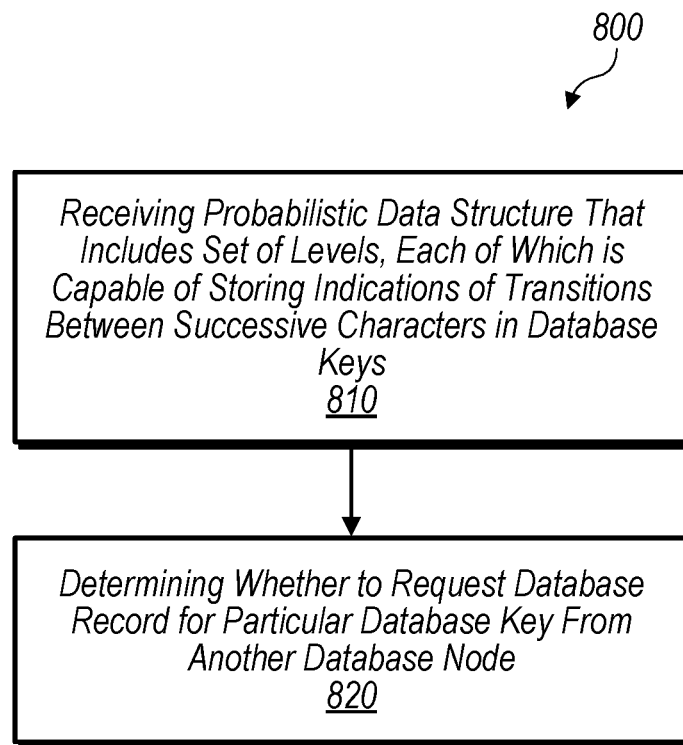 800
Receiving Probabilistic Data Structure That
Includes Set of Levels, Each of Which is
Capable of Storing Indications of Transitions
Between Successive Characters in Database
Keys
810
Determining Whether to Request Database
Record for Particular Database Key From
Another Database Node
820